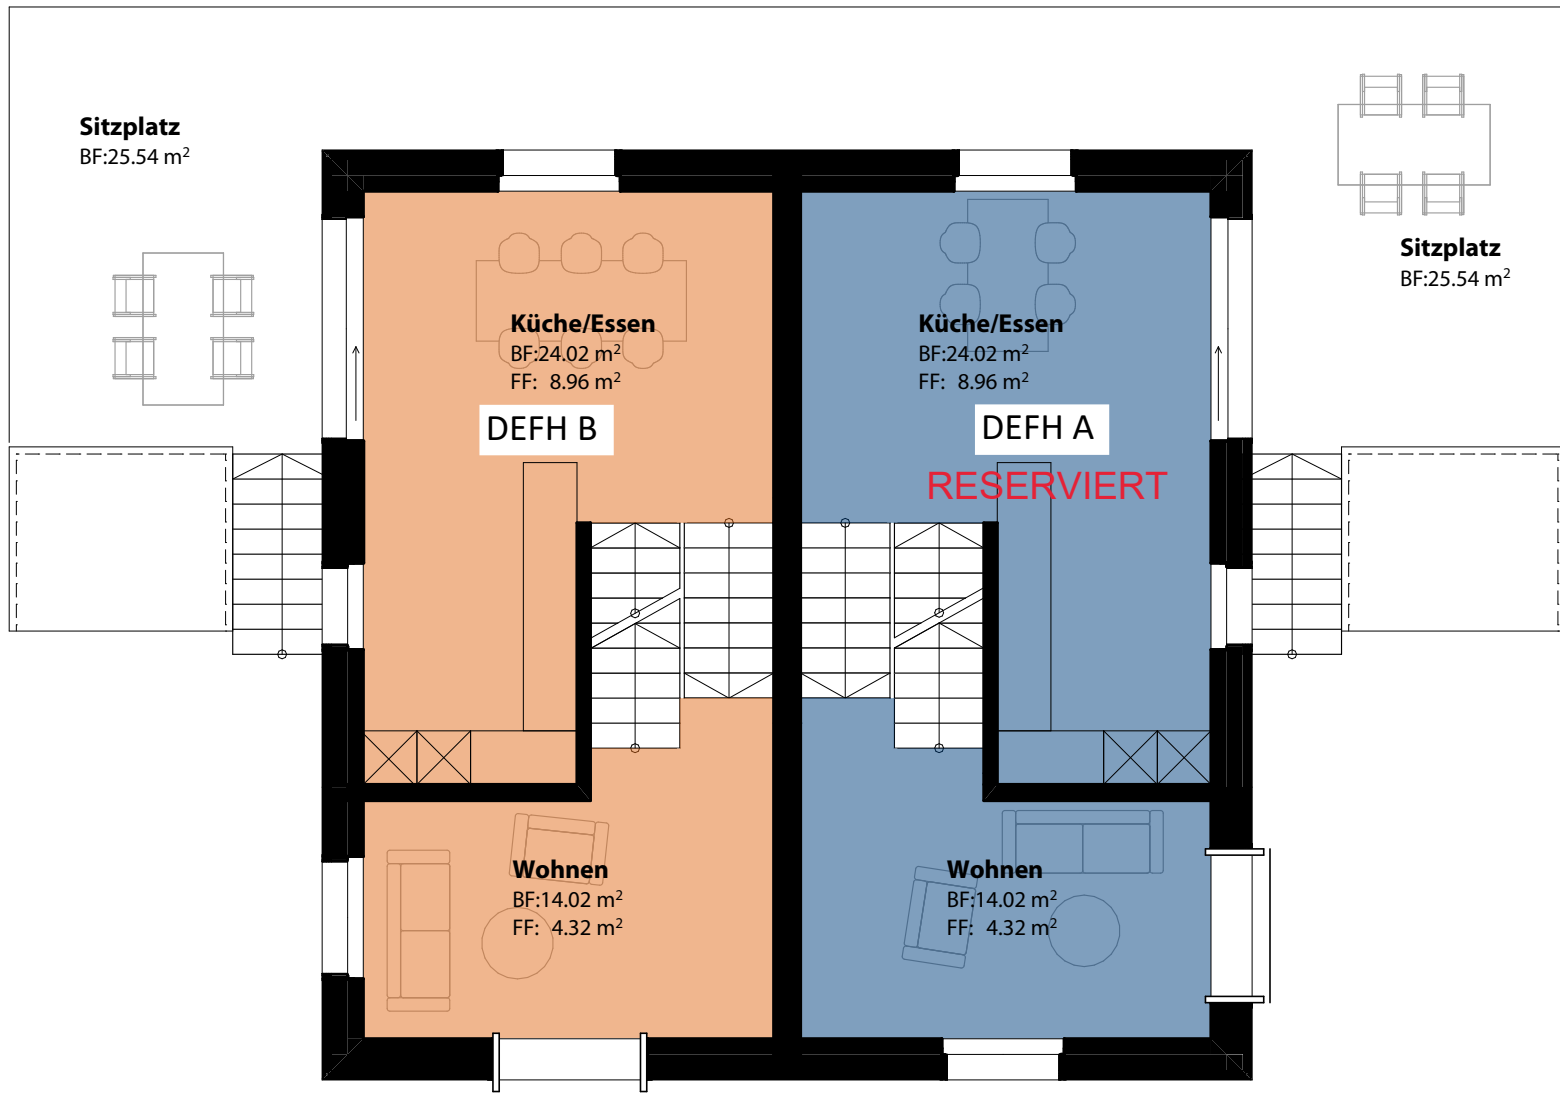 Sitzplatz
BF:25.54 m²
Sitzplatz
BF:25.54 m²
Küche/Essen
BF:24.02 m²
FF: 8.96 m²
DEFH B
Küche/Essen
BF:24.02 m²
FF: 8.96 m²
DEFH A
RESERVIERT
Wohnen
BF:14.02 m²
FF: 4.32 m²
Wohnen
BF:14.02 m²
FF: 4.32 m²